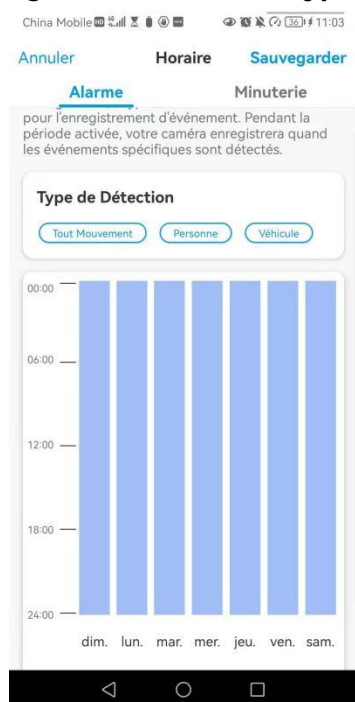 China Mobile 36 11:03
Annuler Horaire Sauvegarder
Alarme Minuterie
pour l'enregistrement d'événement. Pendant la
période activée, votre caméra enregistrera quand
les événements spécifiques sont détectés.
Type de Détection
Tout Mouvement Personne Véhicule
00:00
06:00
12:00
18:00
24:00
dim. lun. mar. mer. jeu. ven. sam.